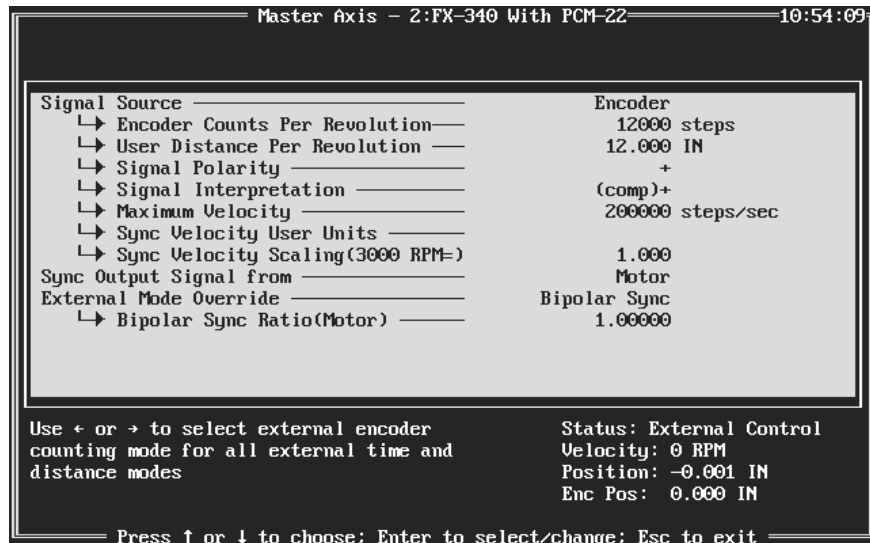 Master Axis - 2:FX-340 With PCM-22 10:54:09
Signal Source Encoder
Encoder Counts Per Revolution 12000 steps
User Distance Per Revolution 12.000 IN
Signal Polarity +
Signal Interpretation (comp)+
Maximum Velocity 200000 steps/sec
Sync Velocity User Units
Sync Velocity Scaling(3000 RPM=) 1.000
Sync Output Signal from Motor
External Mode Override Bipolar Sync
Bipolar Sync Ratio(Motor) 1.00000
Use ← or → to select external encoder
counting mode for all external time and
distance modes
Status: External Control
Velocity: 0 RPM
Position: -0.001 IN
Enc Pos: 0.000 IN
Press ↑ or ↓ to choose; Enter to select/change; Esc to exit